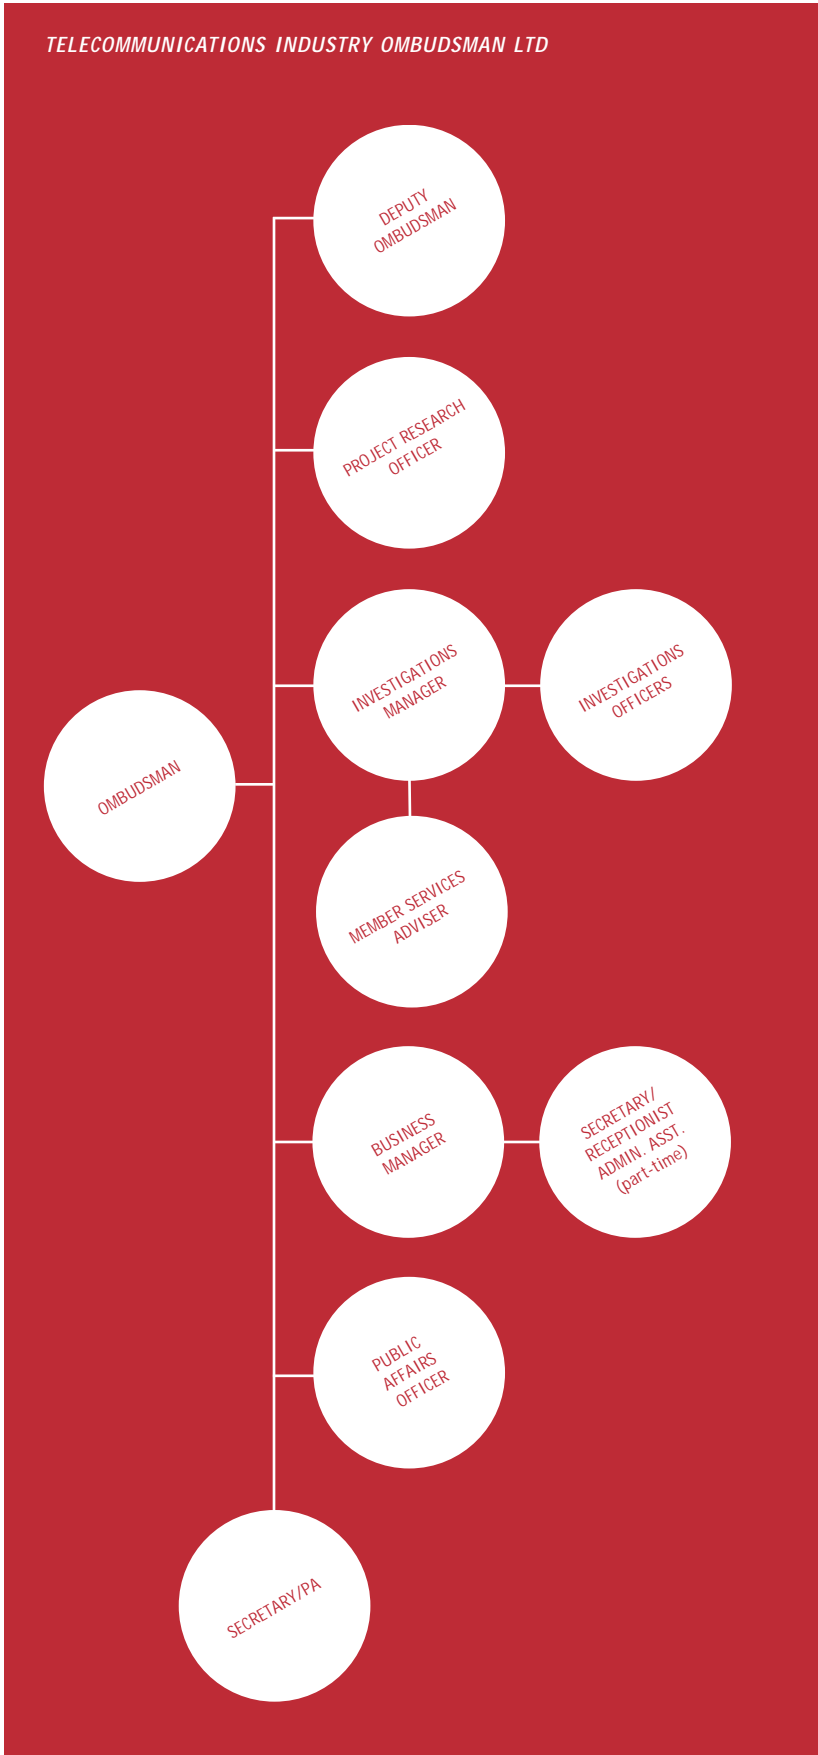 TELECOMMUNICATIONS INDUSTRY OMBUDSMAN LTD
DEPUTY
OMBUDSMAN
PROJECT RESEARCH
OFFICER
INVESTIGATIONS
MANAGER
INVESTIGATIONS
OFFICERS
OMBUDSMAN
MEMBER SERVICES
ADVISER
BUSINESS
MANAGER
SECRETARY/
RECEPTIONIST
ADMIN. ASST.
(part-time)
PUBLIC
AFFAIRS
OFFICER
SECRETARY/PA